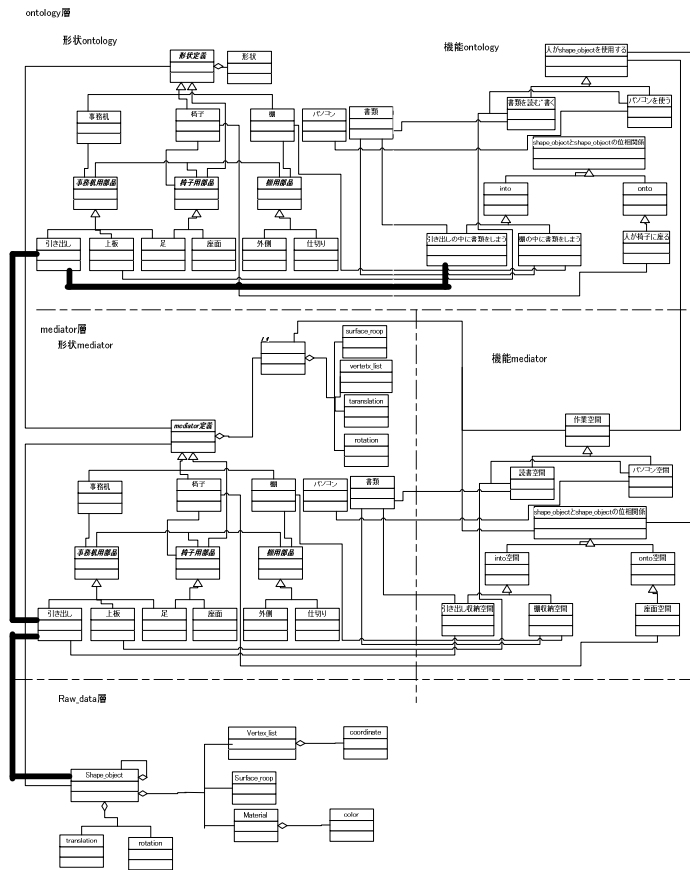 ontology層
形状ontology
機能ontology
形状定義
形状
人がshape_objectを使用する
事務机
椅子
棚
パソコン
書類
書類を読む・書く
パソコンを使う
shape_objectとshape_objectの位相関係
事務机用部品
椅子用部品
棚用部品
into
onto
引き出し
上板
足
座面
外側
仕切り
引き出しの中に書類をしまう
棚の中に書類をしまう
人が椅子に座る
mediator層
形状mediator
機能mediator
surface_roop
vertetx_list
taranslation
rotation
mediator定義
作業空間
事務机
椅子
棚
パソコン
書類
読書空間
パソコン空間
shape_objectとshape_objectの位相関係
事務机用部品
椅子用部品
棚用部品
into空間
onto空間
引き出し
上板
足
座面
外側
仕切り
引き出し収納空間
棚収納空間
座面空間
Raw_data層
Vertex_list
coordinate
Shape_object
Surface_roop
Material
color
translation
rotation